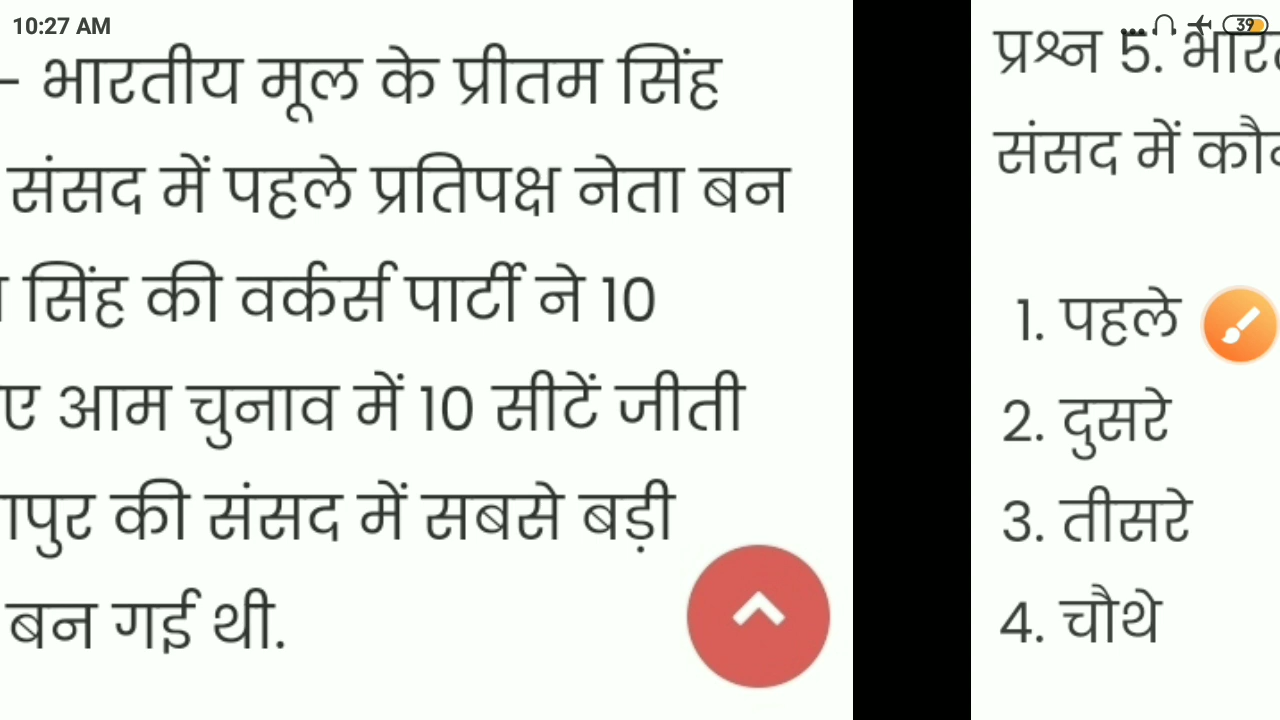 10:27 AM
39
- भारतीय मूल के प्रीतम सिंह
संसद में पहले प्रतिपक्ष नेता बन
सिंह की वर्कर्स पार्टी ने 10
ए आम चुनाव में 10 सीटें जीती
ापुर की संसद में सबसे बड़ी
बन गई थी.
प्रश्न 5. भार
संसद में कौ
1. पहले
2. दुसरे
3. तीसरे
4. चौथे